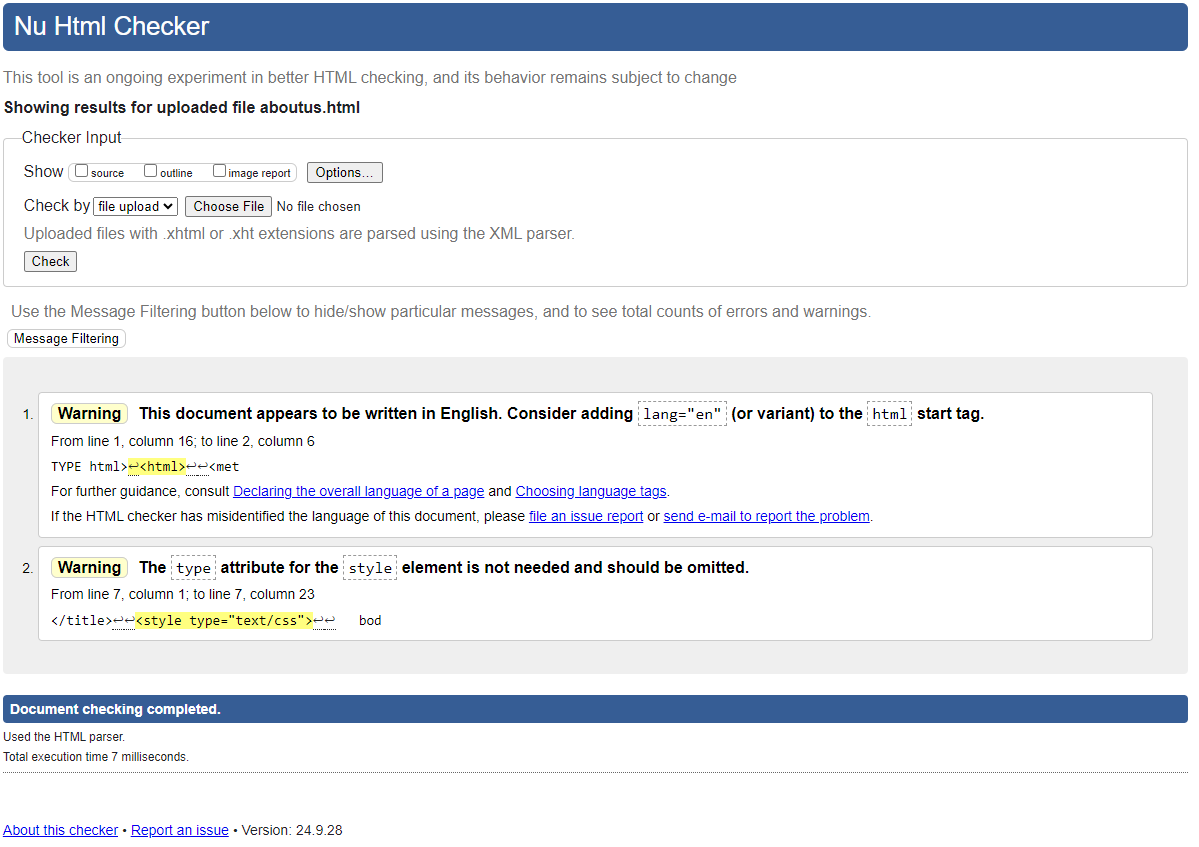 Nu Html Checker
This tool is an ongoing experiment in better HTML checking, and its behavior remains subject to change
Showing results for uploaded file aboutus.html
Checker Input
Show source outline image report Options...
Check by file upload Choose File No file chosen
Uploaded files with .xhtml or .xht extensions are parsed using the XML parser.
Check
Use the Message Filtering button below to hide/show particular messages, and to see total counts of errors and warnings.
Message Filtering
1. Warning This document appears to be written in English. Consider adding lang="en" (or variant) to the html start tag.
From line 1, column 16; to line 2, column 6
TYPE html>↩<html>↩↩<met
For further guidance, consult Declaring the overall language of a page and Choosing language tags.
If the HTML checker has misidentified the language of this document, please file an issue report or send e-mail to report the problem.
2. Warning The type attribute for the style element is not needed and should be omitted.
From line 7, column 1; to line 7, column 23
</title>↩↩<style type="text/css">↩↩ bod
Document checking completed.
Used the HTML parser.
Total execution time 7 milliseconds.
About this checker • Report an issue • Version: 24.9.28